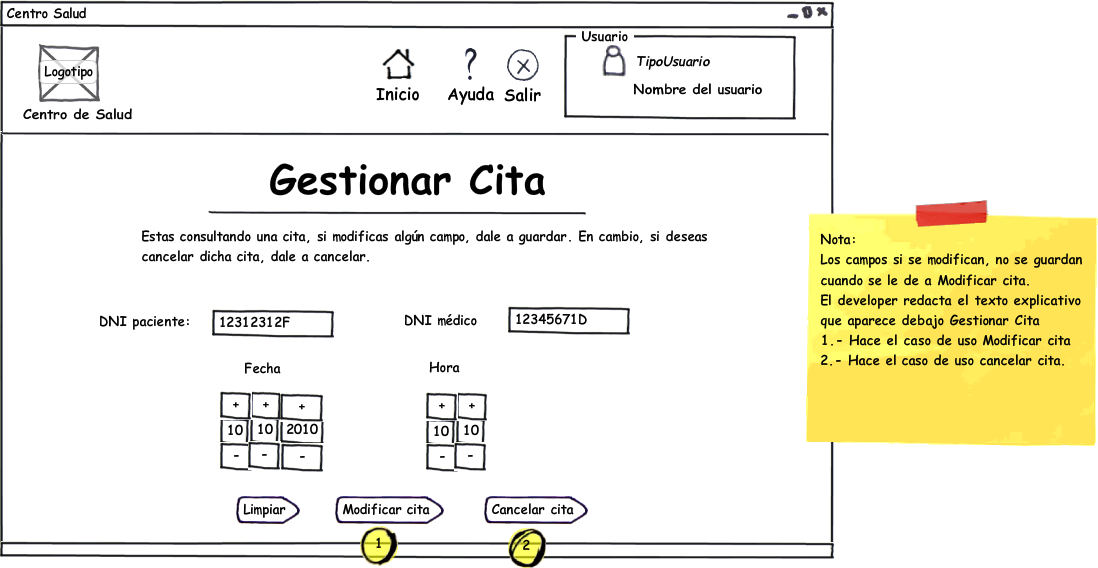 Centro Salud
Logotipo
Centro de Salud
Inicio
Ayuda
Salir
Usuario
TipoUsuario
Nombre del usuario
Gestionar Cita
Estas consultando una cita, si modificas algún campo, dale a guardar. En cambio, si deseas
cancelar dicha cita, dale a cancelar.
DNI paciente:
12312312F
DNI médico
12345671D
Fecha
Hora
+ + +
10 10 2010
- - -
+ +
10 10
- -
Limpiar
Modificar cita
Cancelar cita
1
2
Nota:
Los campos si se modifican, no se guardan
cuando se le de a Modificar cita.
El developer redacta el texto explicativo
que aparece debajo Gestionar Cita
1.- Hace el caso de uso Modificar cita
2.- Hace el caso de uso cancelar cita.